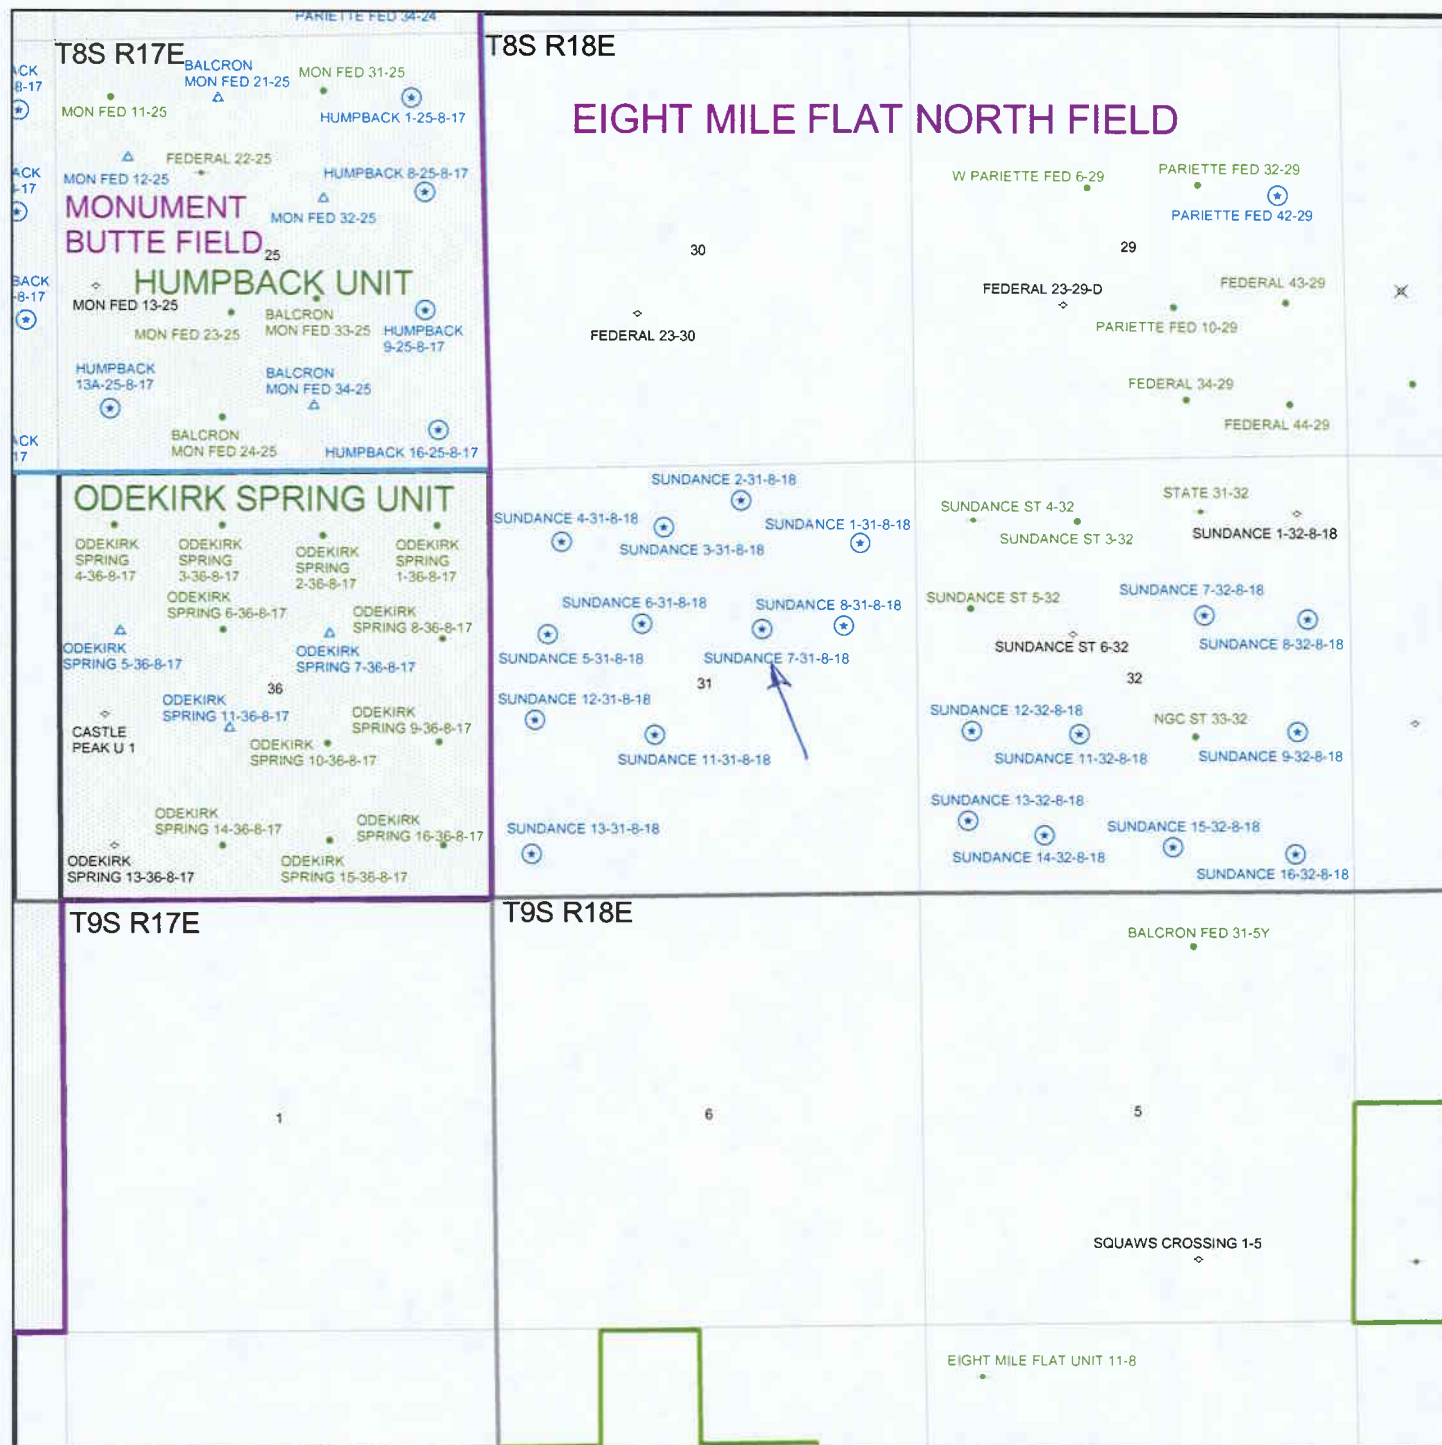 PARIETTE FED 34-24
T8S R17E
T8S R18E
EIGHT MILE FLAT NORTH FIELD
ACK
8-17
BALCRON
MON FED 21-25
MON FED 31-25
MON FED 11-25
HUMPBACK 1-25-8-17
FEDERAL 22-25
ACK
-17
MON FED 12-25
HUMPBACK 8-25-8-17
MONUMENT
BUTTE FIELD
MON FED 32-25
25
HUMPBACK UNIT
BACK
-8-17
MON FED 13-25
MON FED 23-25
BALCRON
MON FED 33-25
HUMPBACK
9-25-8-17
HUMPBACK
13A-25-8-17
BALCRON
MON FED 34-25
BALCRON
MON FED 24-25
HUMPBACK 16-25-8-17
ACK
17
30
FEDERAL 23-30
W PARIETTE FED 6-29
PARIETTE FED 32-29
PARIETTE FED 42-29
29
FEDERAL 23-29-D
FEDERAL 43-29
PARIETTE FED 10-29
FEDERAL 34-29
FEDERAL 44-29
ODEKIRK SPRING UNIT
ODEKIRK
SPRING
4-36-8-17
ODEKIRK
SPRING
3-36-8-17
ODEKIRK
SPRING
2-36-8-17
ODEKIRK
SPRING
1-36-8-17
ODEKIRK
SPRING 6-36-8-17
ODEKIRK
SPRING 8-36-8-17
ODEKIRK
SPRING 5-36-8-17
ODEKIRK
SPRING 7-36-8-17
36
ODEKIRK
SPRING 11-36-8-17
ODEKIRK
SPRING 9-36-8-17
CASTLE
PEAK U 1
ODEKIRK
SPRING 10-36-8-17
ODEKIRK
SPRING 14-36-8-17
ODEKIRK
SPRING 16-36-8-17
ODEKIRK
SPRING 13-36-8-17
ODEKIRK
SPRING 15-36-8-17
SUNDANCE 2-31-8-18
SUNDANCE 4-31-8-18
SUNDANCE 1-31-8-18
SUNDANCE 3-31-8-18
SUNDANCE 6-31-8-18
SUNDANCE 8-31-8-18
SUNDANCE 5-31-8-18
SUNDANCE 7-31-8-18
31
SUNDANCE 12-31-8-18
SUNDANCE 11-31-8-18
SUNDANCE 13-31-8-18
SUNDANCE ST 4-32
STATE 31-32
SUNDANCE ST 3-32
SUNDANCE 1-32-8-18
SUNDANCE ST 5-32
SUNDANCE 7-32-8-18
SUNDANCE ST 6-32
SUNDANCE 8-32-8-18
32
SUNDANCE 12-32-8-18
NGC ST 33-32
SUNDANCE 11-32-8-18
SUNDANCE 9-32-8-18
SUNDANCE 13-32-8-18
SUNDANCE 15-32-8-18
SUNDANCE 14-32-8-18
SUNDANCE 16-32-8-18
T9S R17E
T9S R18E
BALCRON FED 31-5Y
1
6
5
SQUAWS CROSSING 1-5
EIGHT MILE FLAT UNIT 11-8